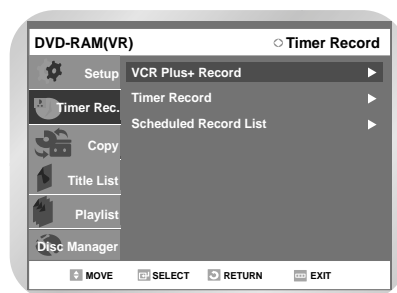 DVD-RAM(VR) Timer Record
Setup
Timer Rec.
Copy
Title List
Playlist
Disc Manager
VCR Plus+ Record
Timer Record
Scheduled Record List
MOVE SELECT RETURN EXIT